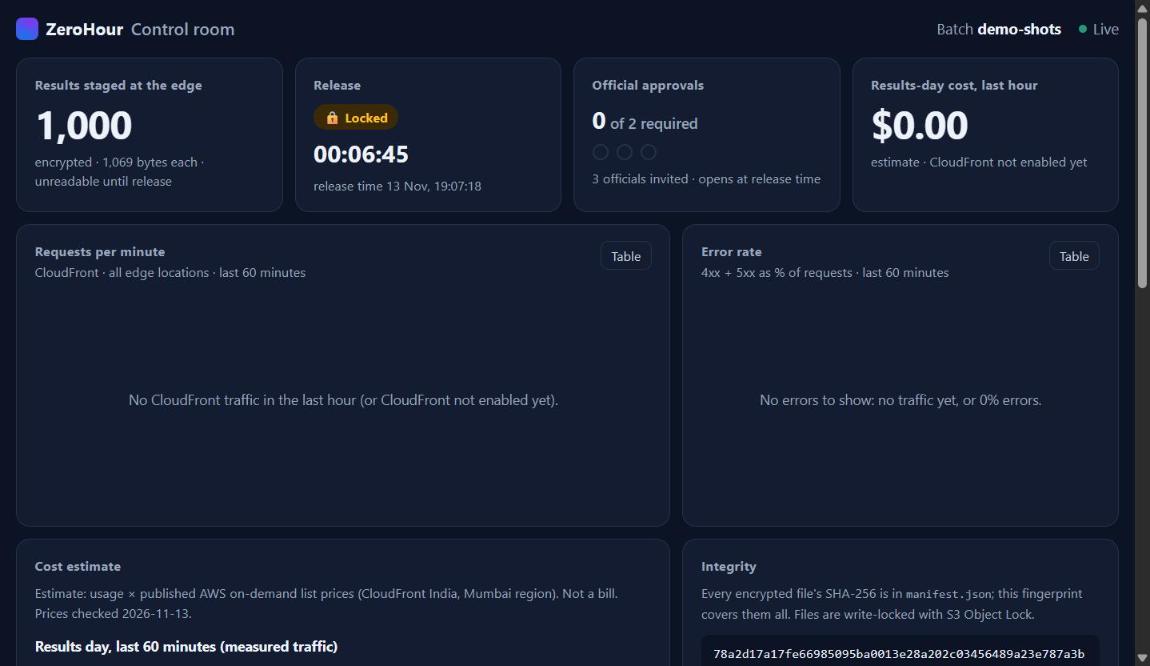 ZeroHour Control room
Batch demo-shots Live
Results staged at the edge
1,000
encrypted · 1,069 bytes each ·
unreadable until release
Release
🔒 Locked
00:06:45
release time 13 Nov, 19:07:18
Official approvals
0 of 2 required
3 officials invited · opens at release time
Results-day cost, last hour
$0.00
estimate · CloudFront not enabled yet
Requests per minute
CloudFront · all edge locations · last 60 minutes
Table
No CloudFront traffic in the last hour (or CloudFront not enabled yet).
Error rate
4xx + 5xx as % of requests · last 60 minutes
Table
No errors to show: no traffic yet, or 0% errors.
Cost estimate
Estimate: usage × published AWS on-demand list prices (CloudFront India, Mumbai region). Not a bill.
Prices checked 2026-11-13.
Results day, last 60 minutes (measured traffic)
Integrity
Every encrypted file's SHA-256 is in manifest.json; this fingerprint
covers them all. Files are write-locked with S3 Object Lock.
78a2d17a17fe66985095ba0013e28a202c03456489a23e787a3b